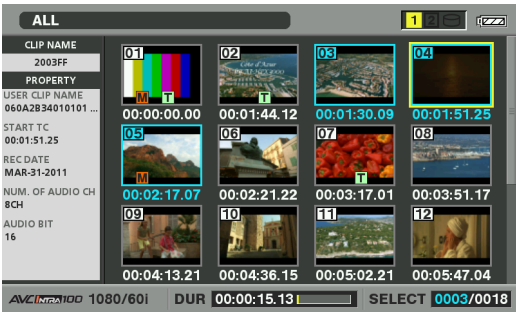 ALL
1 2
CLIP NAME
2003FF
PROPERTY
USER CLIP NAME
060A2B34010101 ...
START TC
00:01:51.25
REC DATE
MAR-31-2011
NUM. OF AUDIO CH
8CH
AUDIO BIT
16
01 02 03 04
Côte d'Azur
M T T
00:00:00.00 00:01:44.12 00:01:30.09 00:01:51.25
05 06 07 08
M T
00:02:17.07 00:02:21.22 00:03:17.01 00:03:51.17
09 10 11 12
00:04:13.21 00:04:36.15 00:05:02.21 00:05:47.04
AVC INTRA 100 1080/60i DUR 00:00:15.13 SELECT 0003/0018